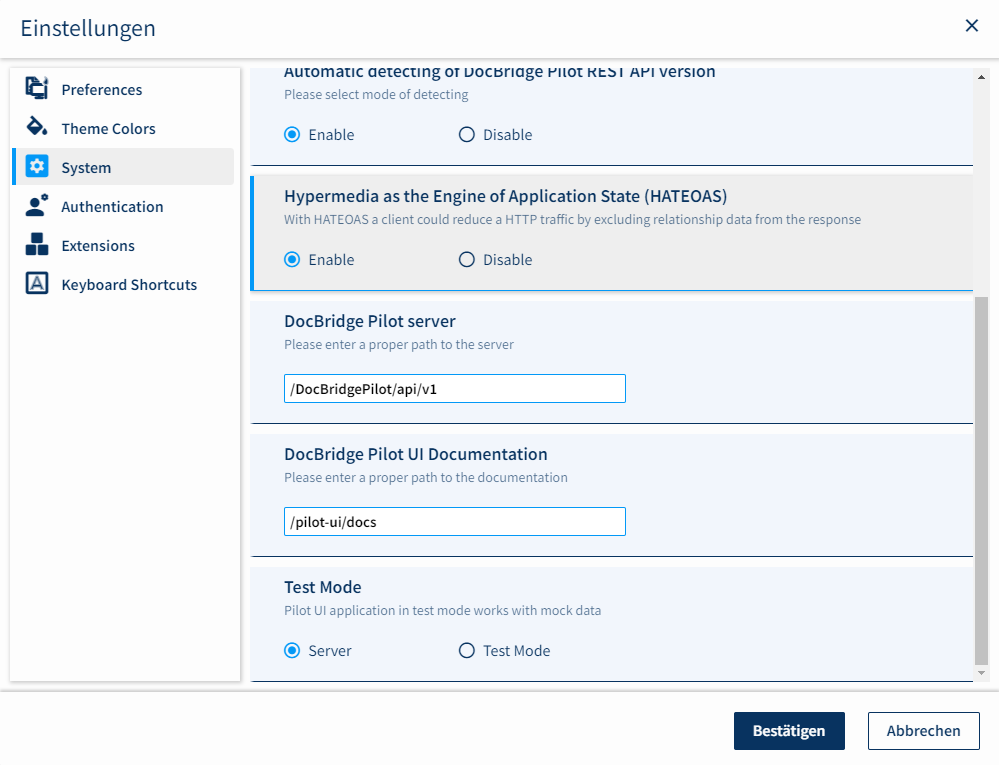 Einstellungen
Preferences
Theme Colors
System
Authentication
Extensions
Keyboard Shortcuts
Automatic detecting of DocBridge Pilot REST API version
Please select mode of detecting
Enable
Disable
Hypermedia as the Engine of Application State (HATEOAS)
With HATEOAS a client could reduce a HTTP traffic by excluding relationship data from the response
Enable
Disable
DocBridge Pilot server
Please enter a proper path to the server
/DocBridgePilot/api/v1
DocBridge Pilot UI Documentation
Please enter a proper path to the documentation
/pilot-ui/docs
Test Mode
Pilot UI application in test mode works with mock data
Server
Test Mode
Bestätigen
Abbrechen